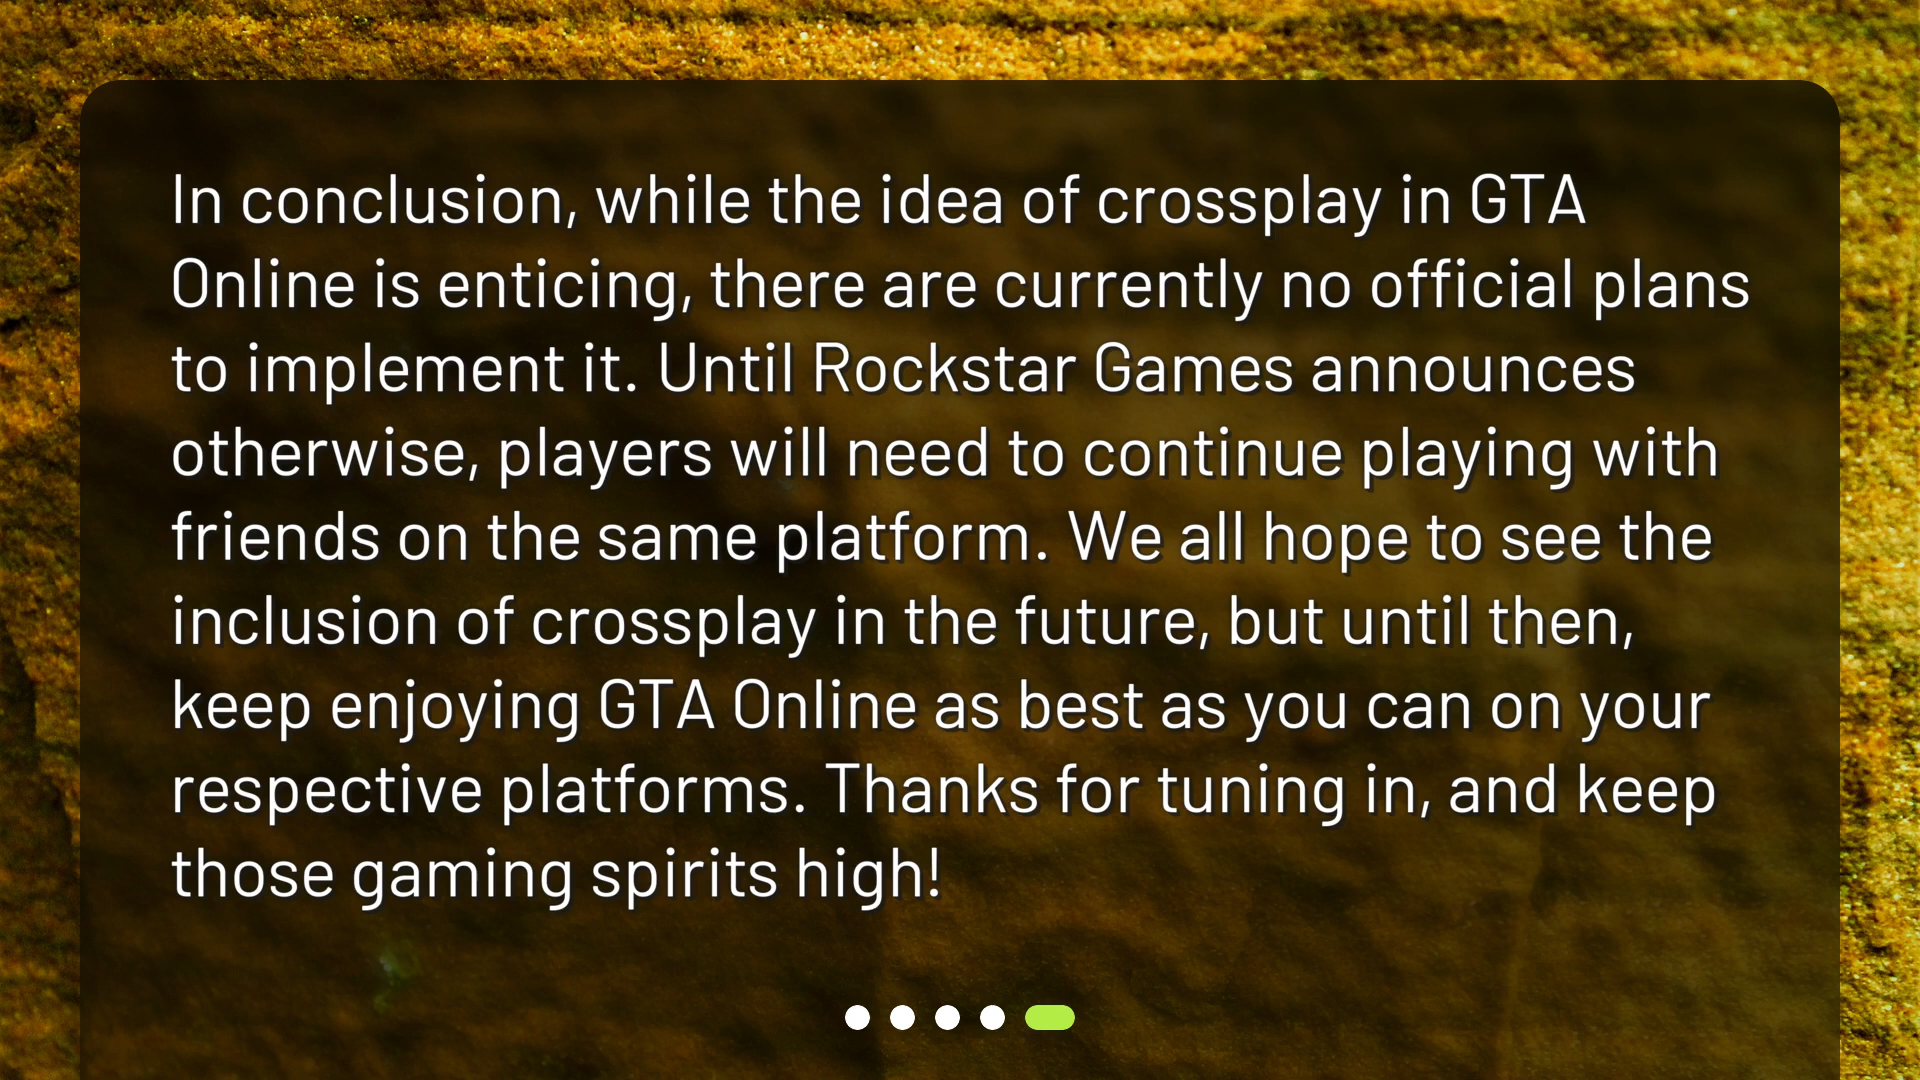 In conclusion, while the idea of crossplay in GTA
Online is enticing, there are currently no official plans
to implement it. Until Rockstar Games announces
otherwise, players will need to continue playing with
friends on the same platform. We all hope to see the
inclusion of crossplay in the future, but until then,
keep enjoying GTA Online as best as you can on your
respective platforms. Thanks for tuning in, and keep
those gaming spirits high!